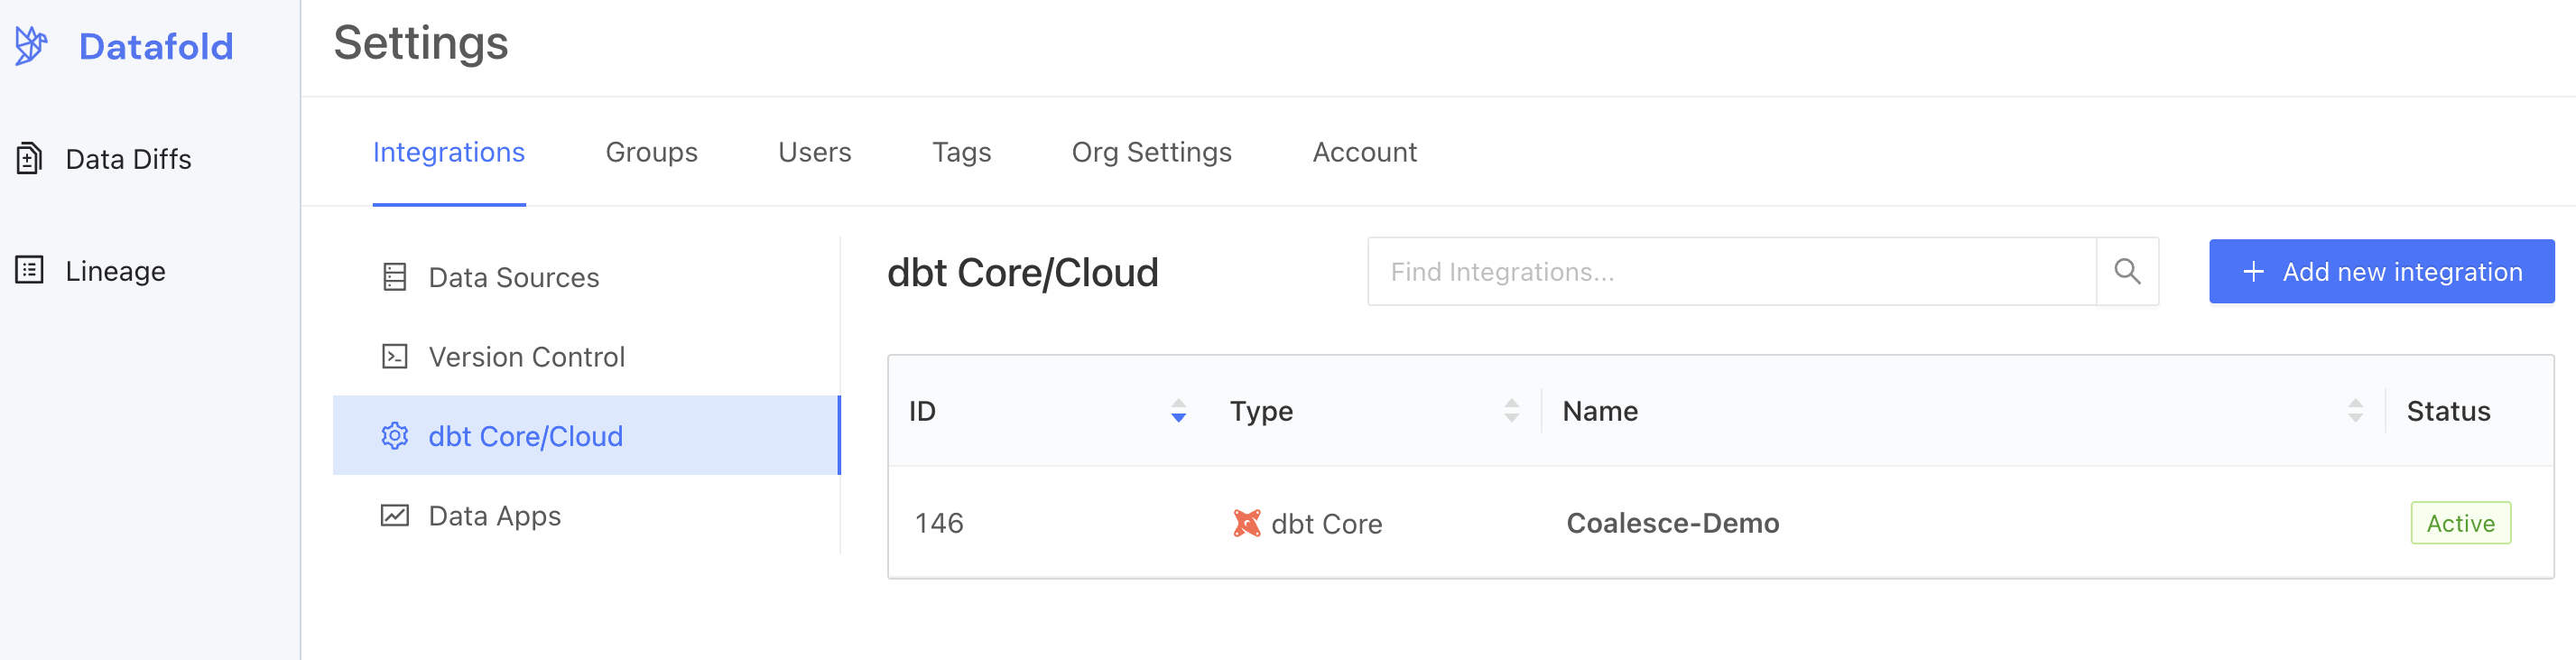 Datafold
Data Diffs
Lineage
Settings
Integrations Groups Users Tags Org Settings Account
Data Sources
Version Control
dbt Core/Cloud
Data Apps
dbt Core/Cloud
Find Integrations...
+ Add new integration
ID Type Name Status
146 dbt Core Coalesce-Demo Active